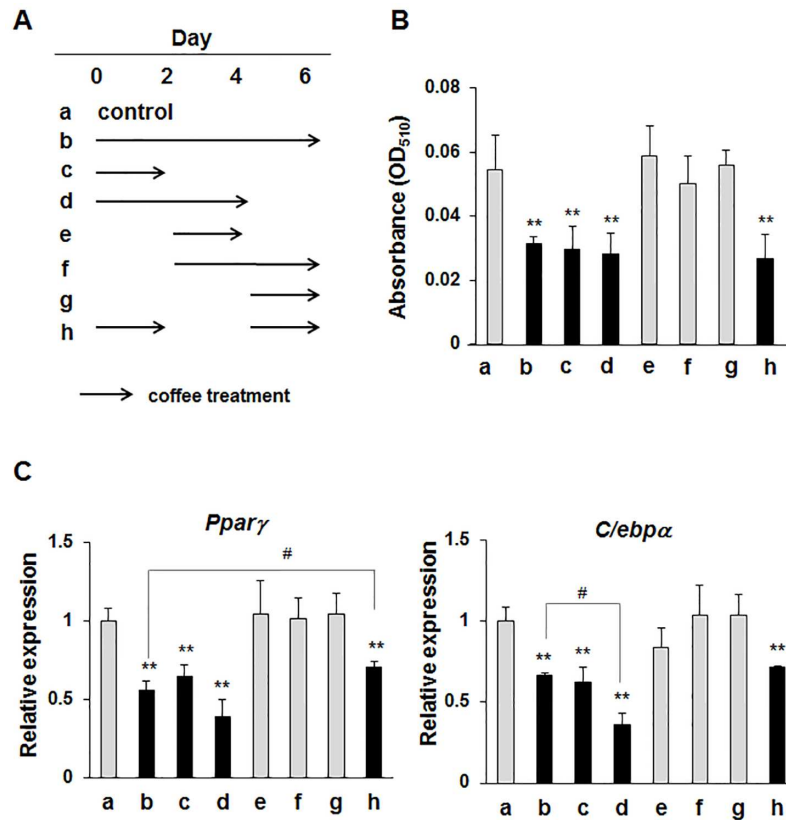 A
Day
0 2 4 6
a control
b
c
d
e
f
g
h
coffee treatment
B
Absorbance (OD510)
0.08
0.06
0.04
0.02
0
** ** ** **
a b c d e f g h
C
Pparγ
Relative expression
1.5
1
0.5
0
#
** ** ** **
a b c d e f g h
C/ebpα
Relative expression
1.5
1
0.5
0
#
** ** ** **
a b c d e f g h